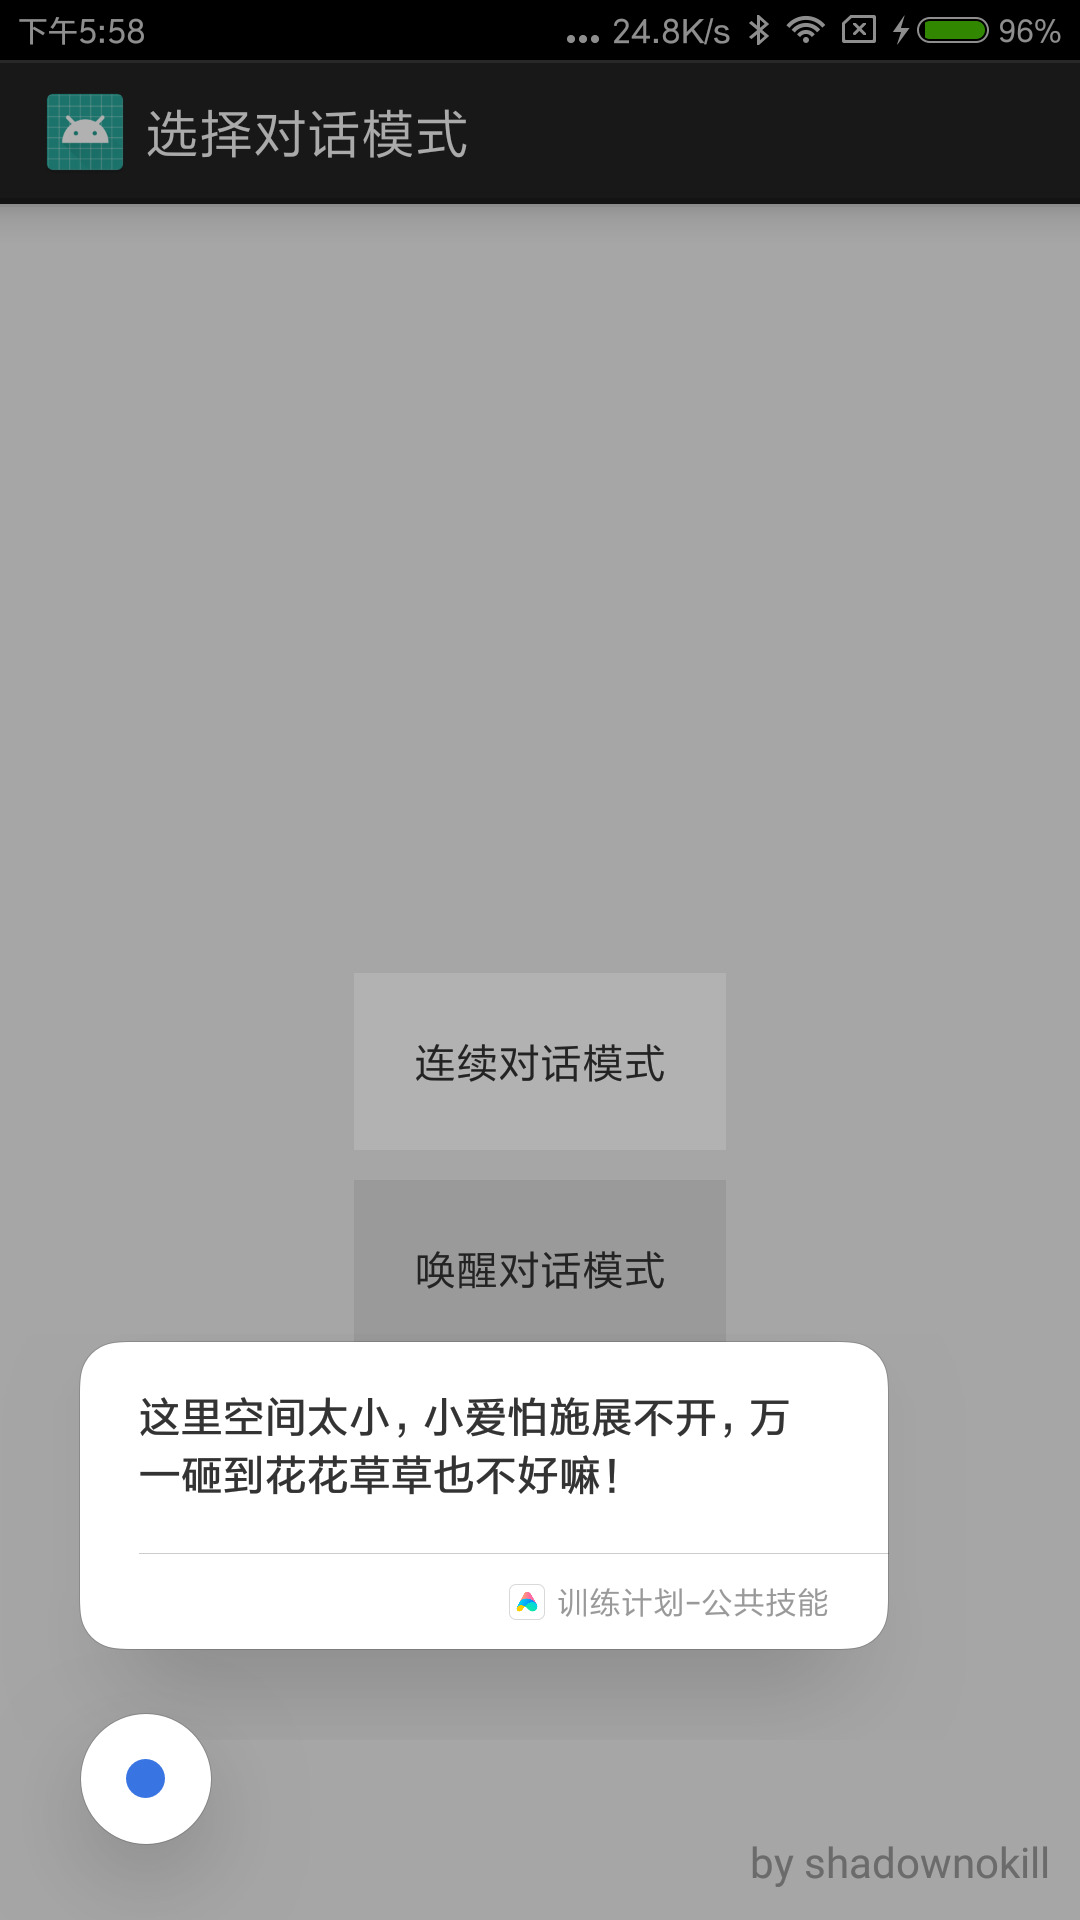 下午5:58
... 24.8K/s 96%
选择对话模式
连续对话模式
唤醒对话模式
这里空间太小，小爱怕施展不开，万
一砸到花花草草也不好嘛！
训练计划-公共技能
by shadownokill